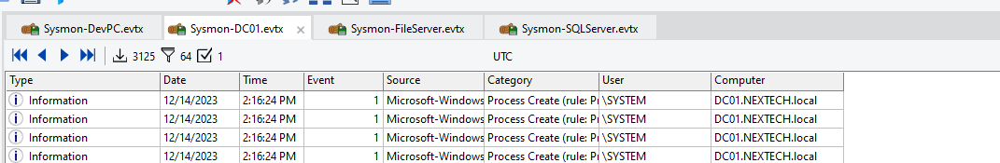 Sysmon-DevPC.evtx Sysmon-DC01.evtx Sysmon-FileServer.evtx Sysmon-SQLServer.evtx
3125 64 1 UTC
Type Date Time Event Source Category User Computer
Information 12/14/2023 2:16:24 PM 1 Microsoft-Windows Process Create (rule: P \SYSTEM DC01.NEXTECH.local
Information 12/14/2023 2:16:24 PM 1 Microsoft-Windows Process Create (rule: P \SYSTEM DC01.NEXTECH.local
Information 12/14/2023 2:16:24 PM 1 Microsoft-Windows Process Create (rule: P \SYSTEM DC01.NEXTECH.local
Information 12/14/2023 2:16:24 PM 1 Microsoft-Windows Process Create (rule: P \SYSTEM DC01.NEXTECH.local